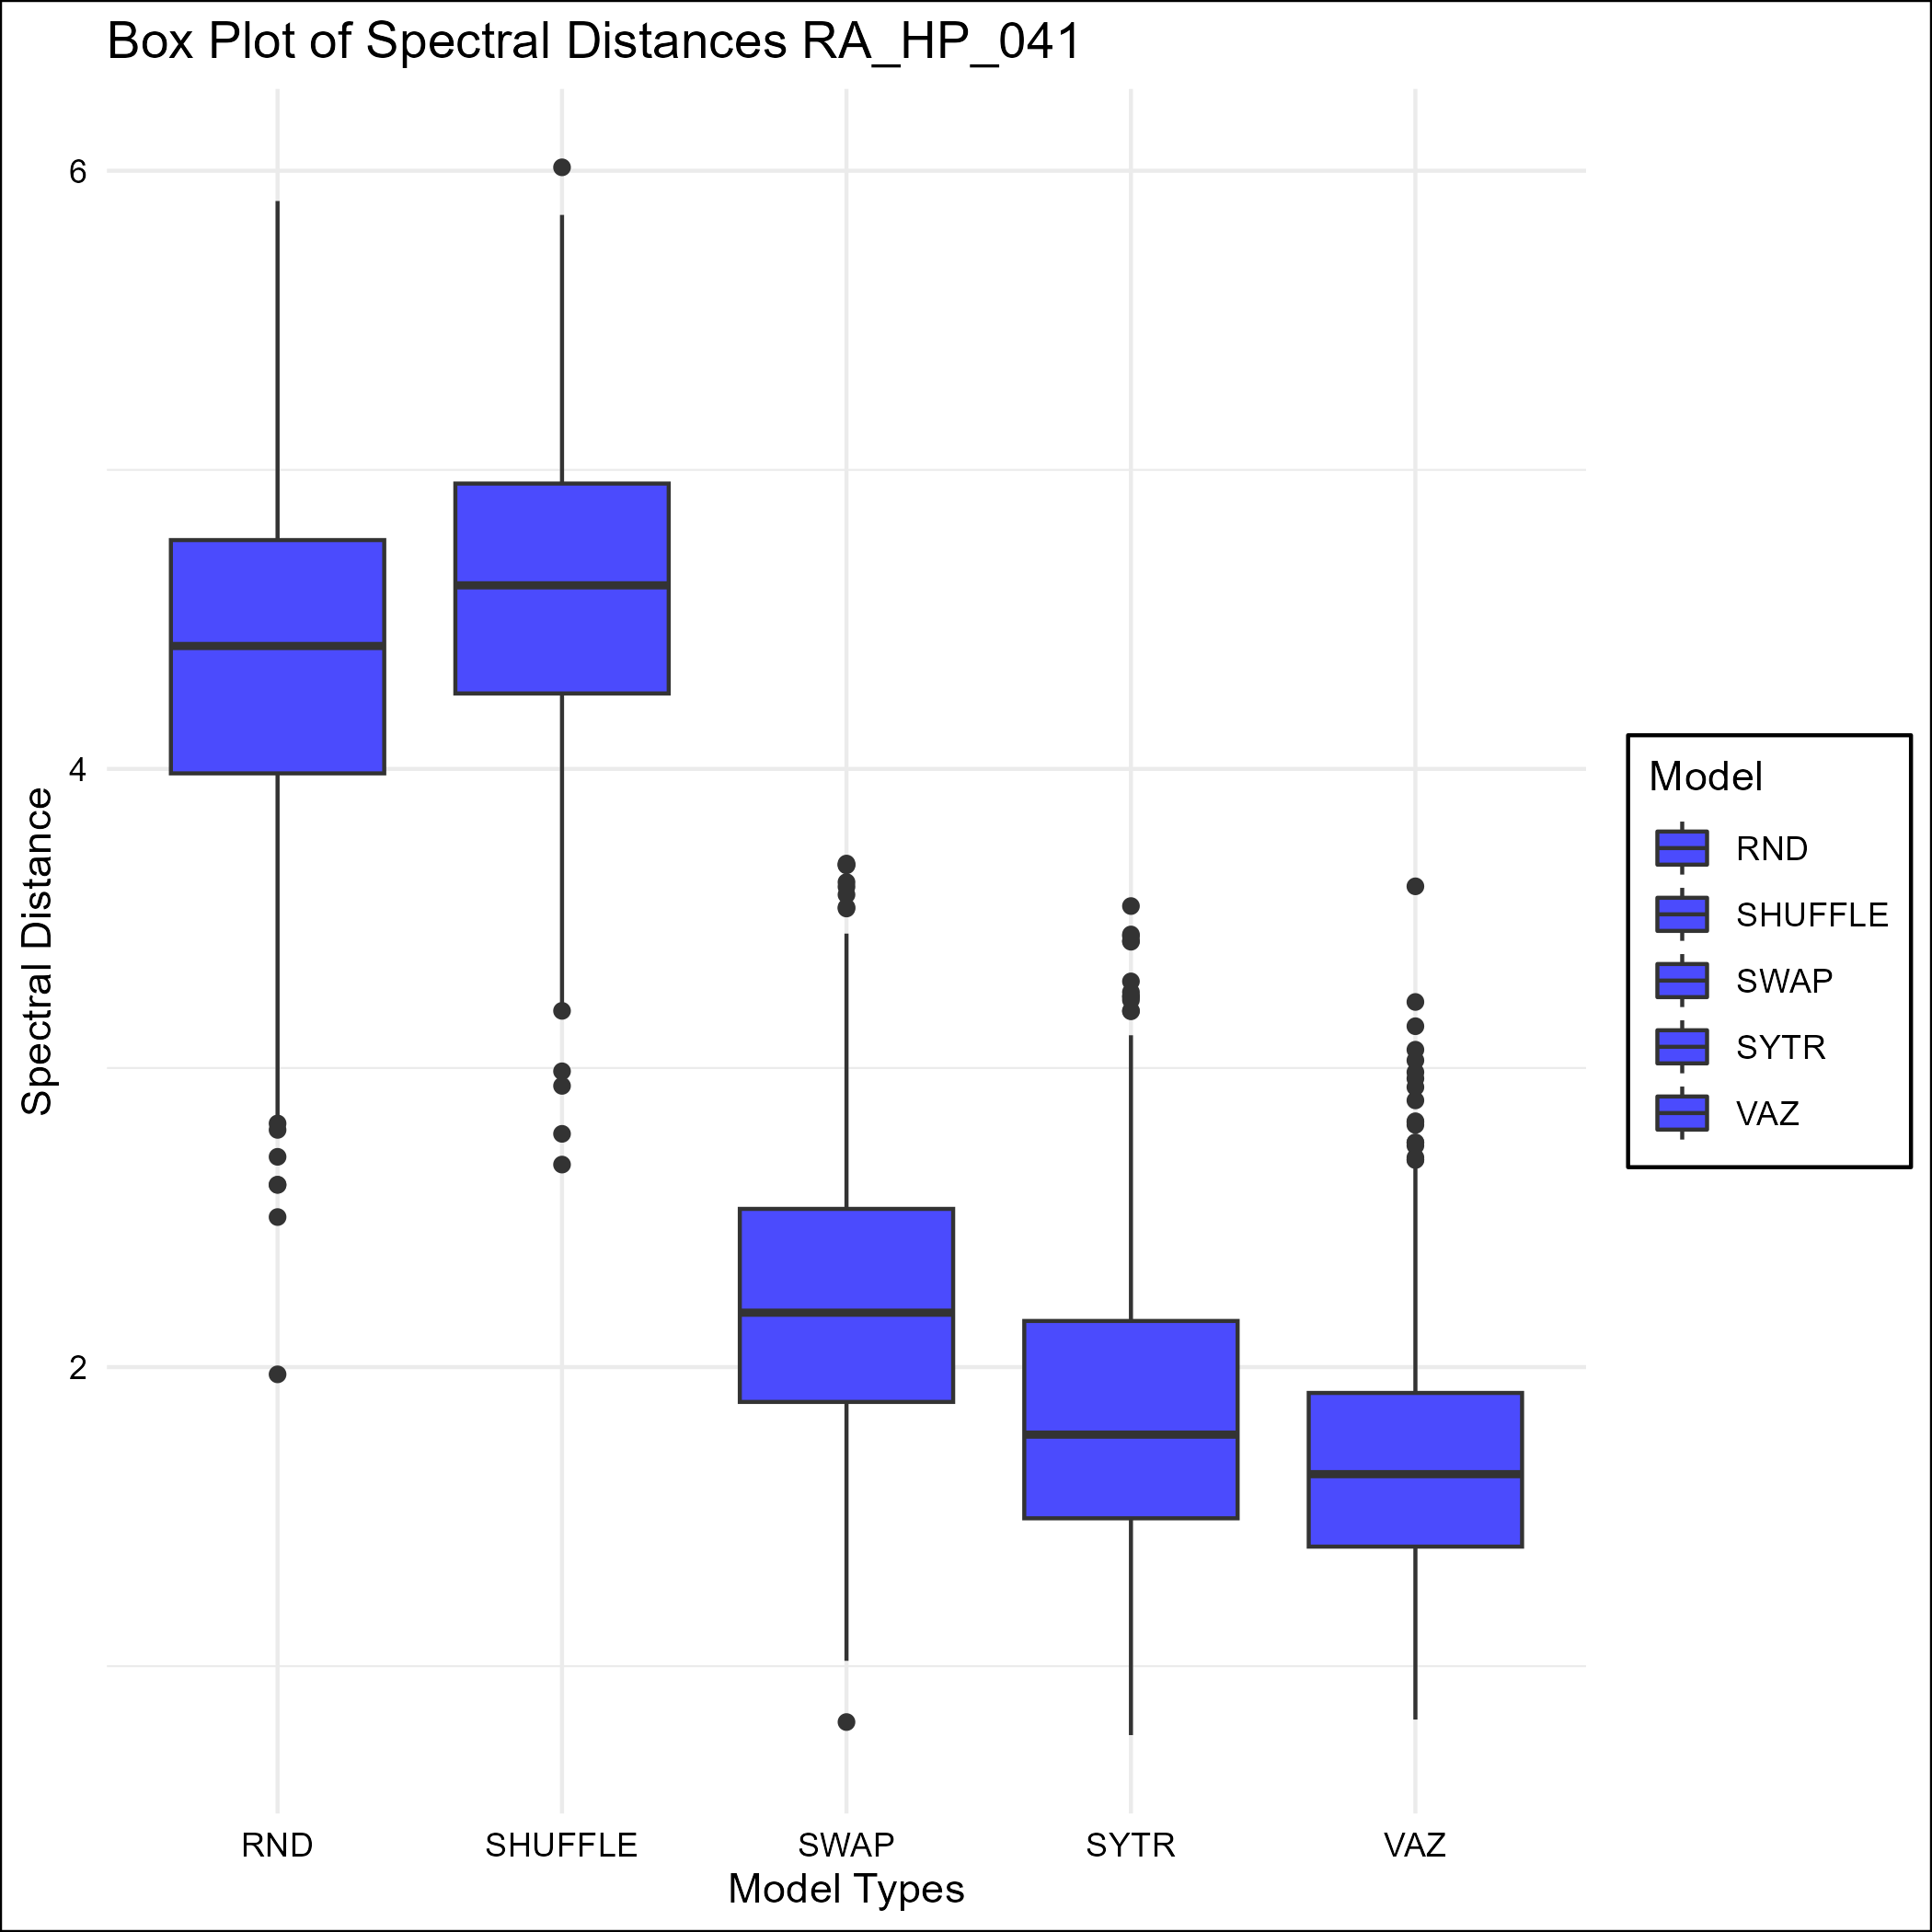 Box Plot of Spectral Distances RA_HP_041
6
4
2
Spectral Distance
RND
SHUFFLE
SWAP
SYTR
VAZ
Model Types
Model
RND
SHUFFLE
SWAP
SYTR
VAZ